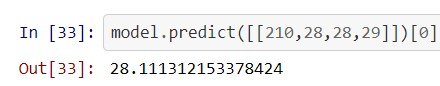 In [33]: model.predict([[210,28,28,29]])[0]
Out[33]: 28.111312153378424